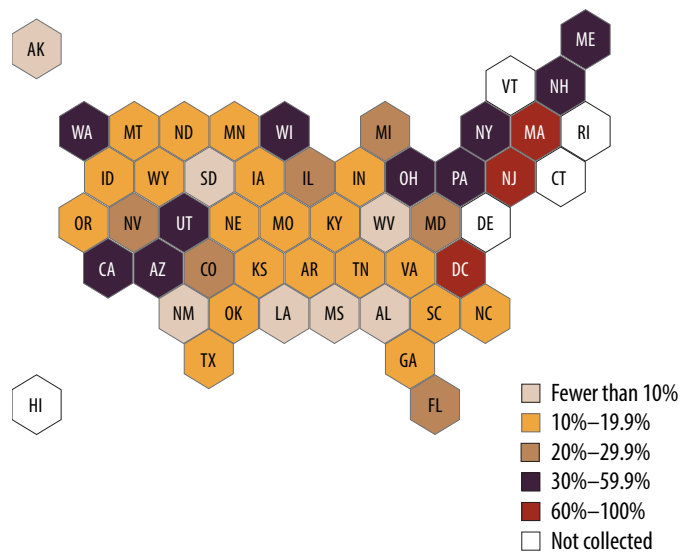 ME
AK
VT NH
WA MT ND MN WI MI NY MA RI
ID WY SD IA IL IN OH PA NJ CT
OR NV UT NE MO KY WV MD DE
CA AZ CO KS AR TN VA DC
NM OK LA MS AL SC NC
TX GA
HI FL
Fewer than 10%
10%–19.9%
20%–29.9%
30%–59.9%
60%–100%
Not collected